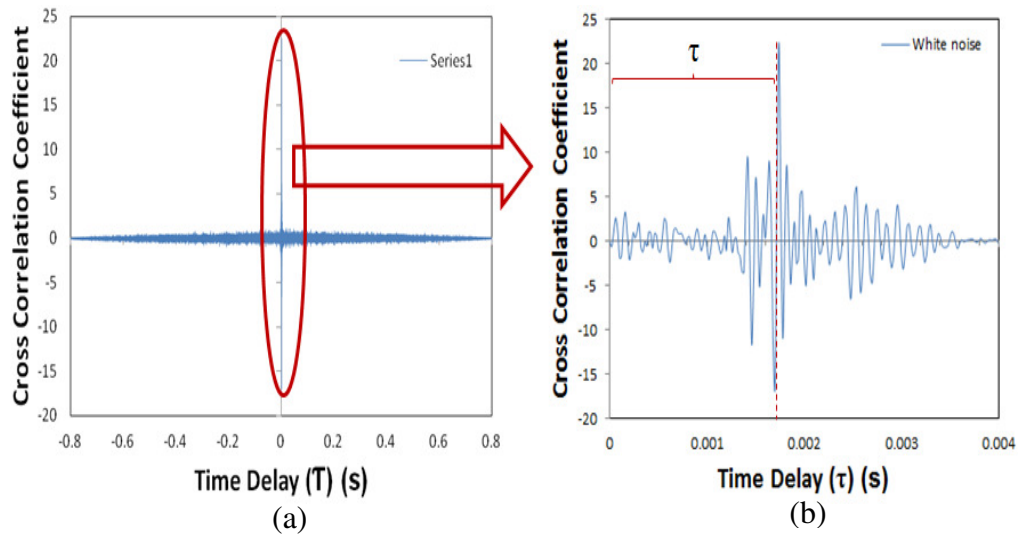 Cross Correlation Coefficient
25
20
15
10
5
0
-5
-10
-15
-20
-0.8 -0.6 -0.4 -0.2 0 0.2 0.4 0.6 0.8
Time Delay (T) (s)
Series1
(a)
Cross Correlation Coefficient
25
20
15
10
5
0
-5
-10
-15
-20
0 0.001 0.002 0.003 0.004
Time Delay (τ) (s)
τ
White noise
(b)